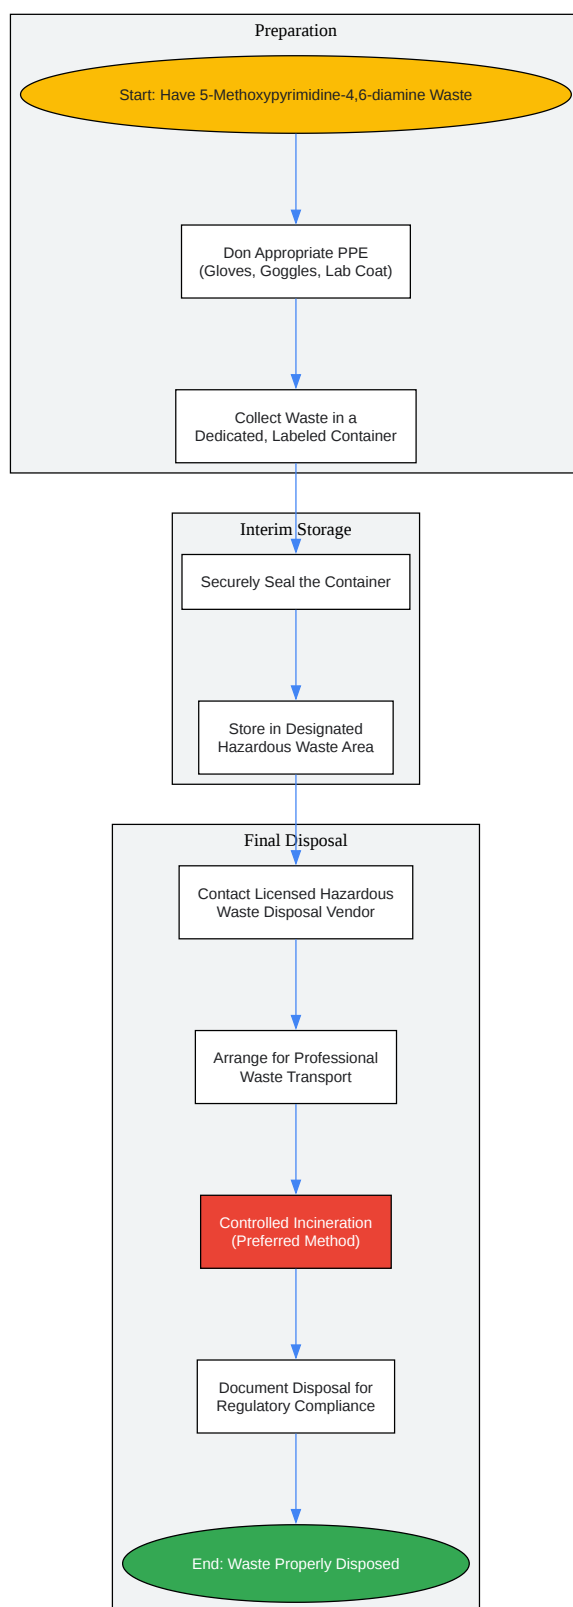 Preparation
Start: Have 5-Methoxypyrimidine-4,6-diamine Waste
Don Appropriate PPE
(Gloves, Goggles, Lab Coat)
Collect Waste in a
Dedicated, Labeled Container
Interim Storage
Securely Seal the Container
Store in Designated
Hazardous Waste Area
Final Disposal
Contact Licensed Hazardous
Waste Disposal Vendor
Arrange for Professional
Waste Transport
Controlled Incineration
(Preferred Method)
Document Disposal for
Regulatory Compliance
End: Waste Properly Disposed